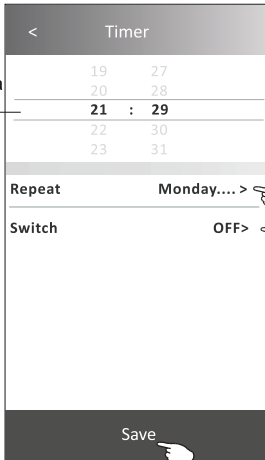 < Timer
19 27
20 28
21 : 29
22 30
23 31
Repeat Monday.... >
Switch OFF>
Save